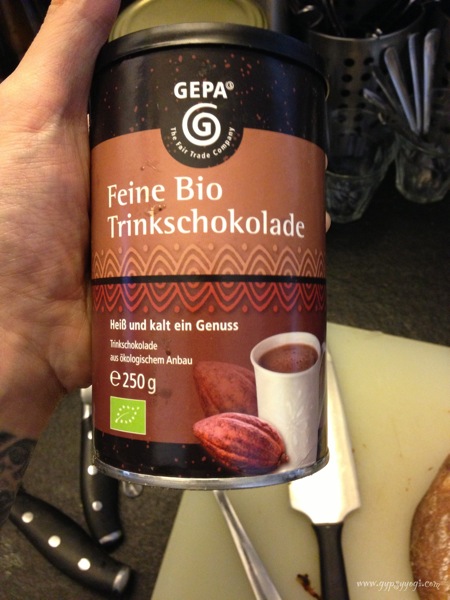 GEPA
The Fair Trade Company
Feine Bio
Trinkschokolade
Heiß und kalt ein Genuss
Trinkschokolade
aus ökologischem Anbau
℮ 250 g
www.gypsyyogi.com